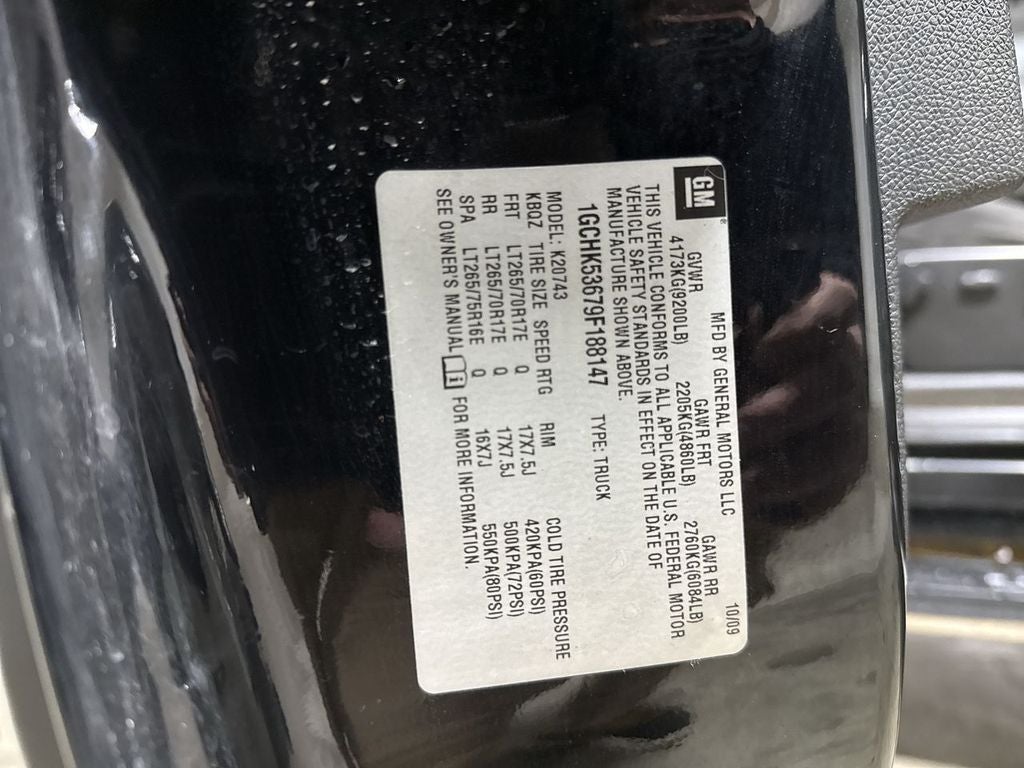 GM
MFD BY GENERAL MOTORS LLC 10/09
GVWR GAWR FRT GAWR RR
4173KG(9200LB) 2205KG(4860LB) 2760KG(6084LB)
THIS VEHICLE CONFORMS TO ALL APPLICABLE U.S. FEDERAL MOTOR
VEHICLE SAFETY STANDARDS IN EFFECT ON THE DATE OF
MANUFACTURE SHOWN ABOVE.
1GCHK53679F188147 TYPE: TRUCK
MODEL: K20743
KBQZ TIRE SIZE SPEED RTG RIM COLD TIRE PRESSURE
FRT LT265/70R17E Q 17X7.5J 420KPA(60PSI)
RR LT265/70R17E Q 17X7.5J 500KPA(72PSI)
SPA LT265/75R16E Q 16X7J 550KPA(80PSI)
SEE OWNER'S MANUAL i FOR MORE INFORMATION.